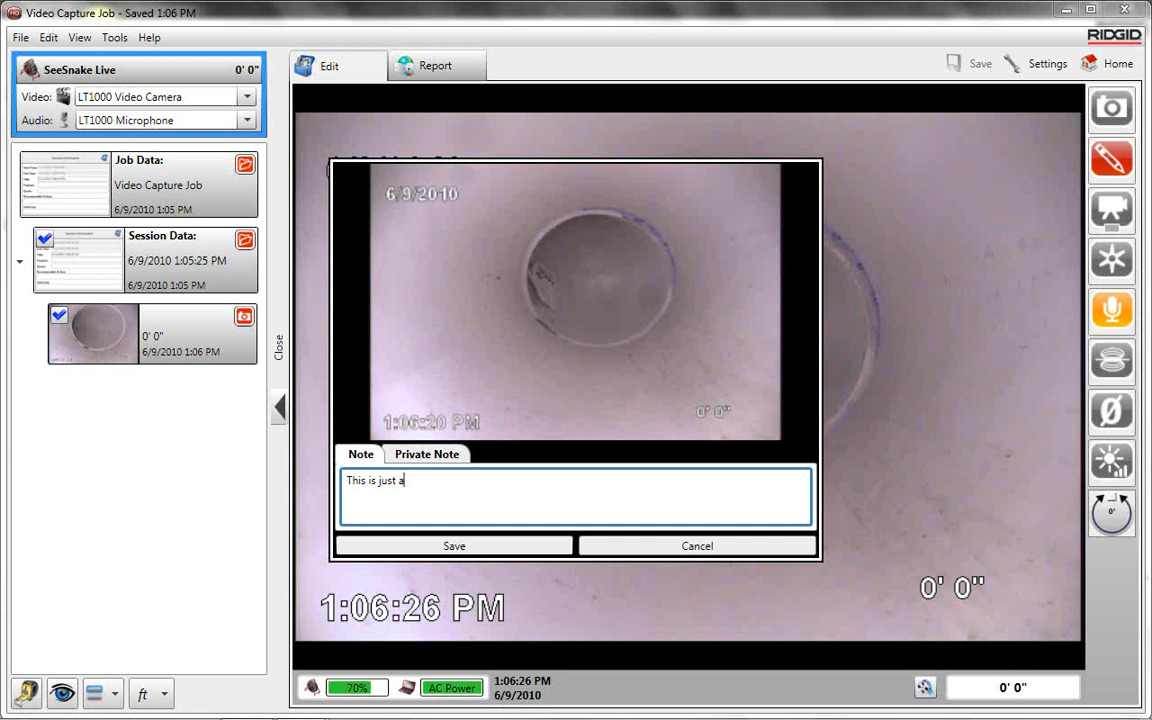 Video Capture Job - Saved 1:06 PM
File Edit View Tools Help
RIDGID
SeeSnake Live 0' 0"
Video: LT1000 Video Camera
Audio: LT1000 Microphone
Edit
Report
Save
Settings
Home
Job Data:
Video Capture Job
6/9/2010 1:05 PM
Session Data:
6/9/2010 1:05:25 PM
6/9/2010 1:05 PM
0' 0"
6/9/2010 1:06 PM
Close
6/9/2010
1:06:20 PM
0' 0"
Note
Private Note
This is just a
Save
Cancel
1:06:26 PM
0' 0"
0'
ft
70%
AC Power
1:06:26 PM
6/9/2010
0' 0"